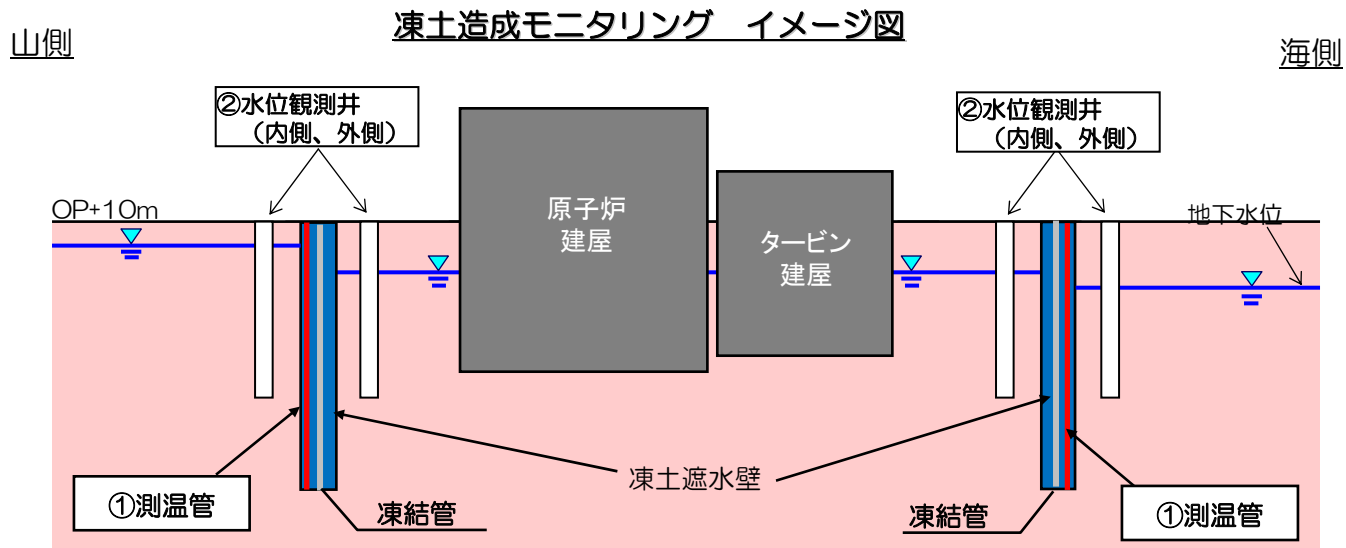 凍土造成モニタリング　イメージ図
山側
海側
②水位観測井
（内側、外側）
②水位観測井
（内側、外側）
OP+10m
原子炉
建屋
タービン
建屋
地下水位
凍土遮水壁
①測温管
凍結管
凍結管
①測温管